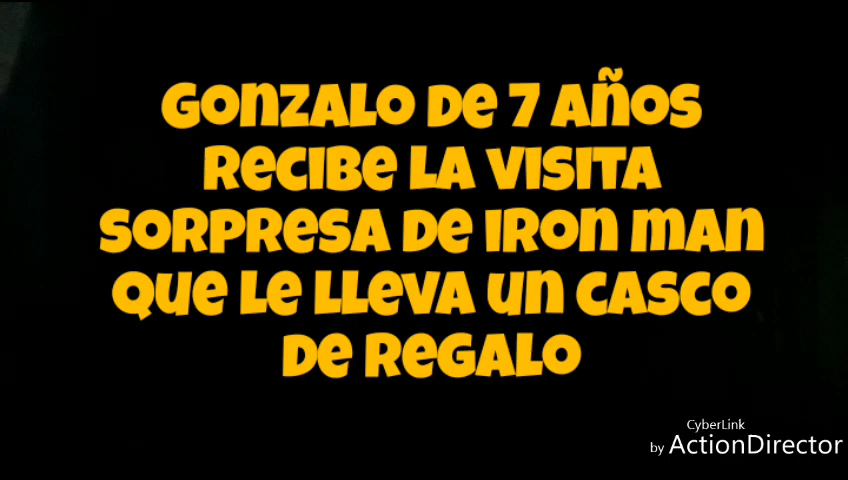 Gonzalo de 7 años
recibe la visita
sorpresa de Iron Man
que le lleva un casco
de regalo
CyberLink
by ActionDirector